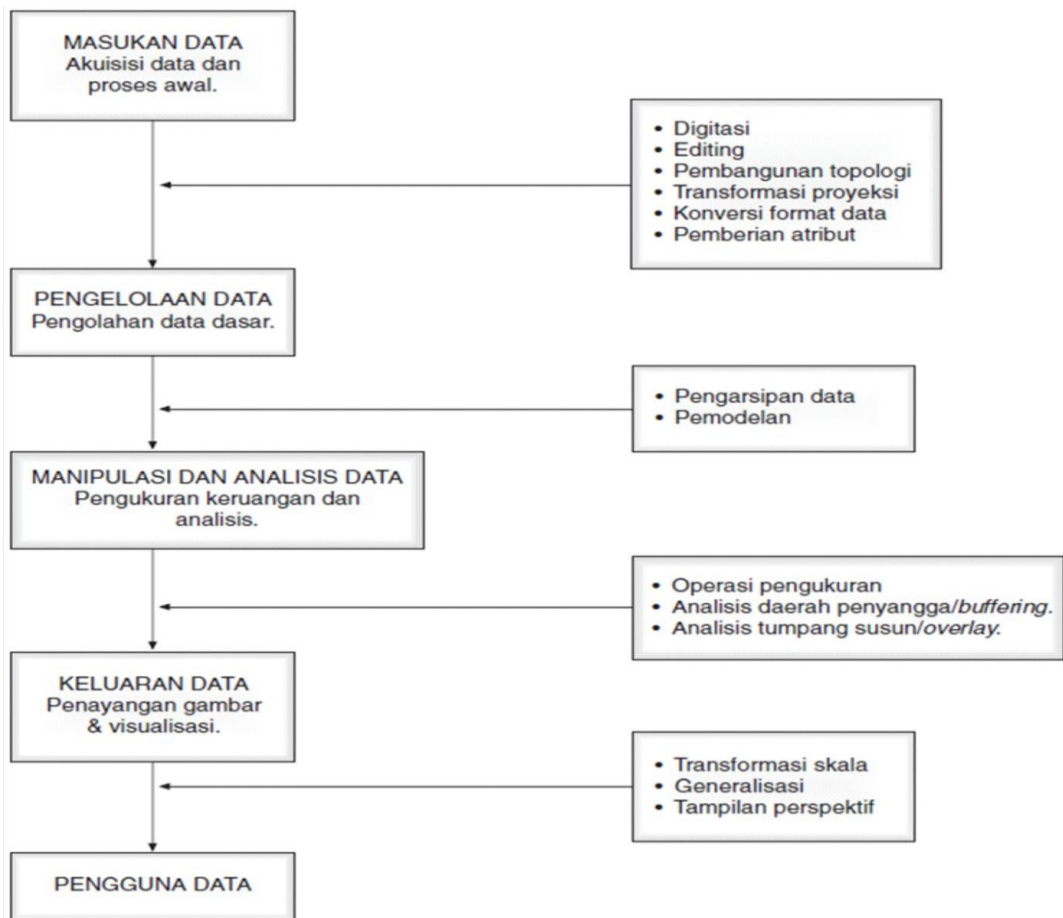 MASUKAN DATA
Akuisisi data dan
proses awal.
• Digitasi
• Editing
• Pembangunan topologi
• Transformasi proyeksi
• Konversi format data
• Pemberian atribut
PENGELOLAAN DATA
Pengolahan data dasar.
• Pengarsipan data
• Pemodelan
MANIPULASI DAN ANALISIS DATA
Pengukuran keruangan dan
analisis.
• Operasi pengukuran
• Analisis daerah penyangga/buffering.
• Analisis tumpang susun/overlay.
KELUARAN DATA
Penayangan gambar
& visualisasi.
• Transformasi skala
• Generalisasi
• Tampilan perspektif
PENGGUNA DATA